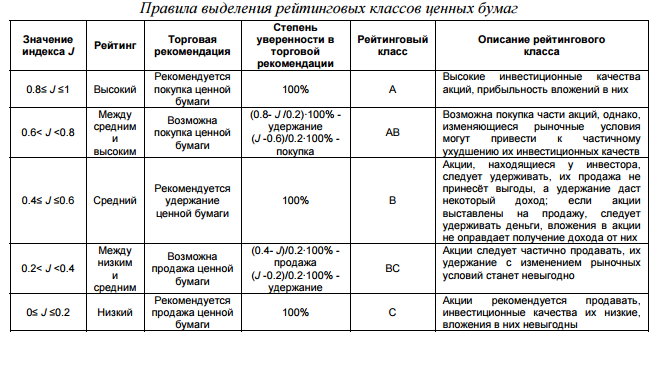 Правила выделения рейтинговых классов ценных бумаг
Значение
индекса J
Рейтинг
Торговая
рекомендация
Степень
уверенности в
торговой
рекомендации
Рейтинговый
класс
Описание рейтингового
класса
0.8≤ J ≤1
Высокий
Рекомендуется
покупка ценной
бумаги
100%
A
Высокие инвестиционные качества
акций, прибыльность вложений в них
0.6< J <0.8
Между
средним
и
высоким
Возможна
покупка ценной
бумаги
(0.8- J /0.2)·100% -
удержание
(J -0.6)/0.2·100% -
покупка
AB
Возможна покупка части акций, однако,
изменяющиеся рыночные условия
могут привести к частичному
ухудшению их инвестиционных качеств
0.4≤ J ≤0.6
Средний
Рекомендуется
удержание
ценной бумаги
100%
B
Акции, находящиеся у инвестора,
следует удерживать, их продажа не
принесёт выгоды, а удержание даст
некоторый доход; если акции
выставлены на продажу, следует
удерживать деньги, вложения в акции
не оправдает получение дохода от них
0.2< J <0.4
Между
низким
и
средним
Возможна
продажа ценной
бумаги
(0.4- J)/0.2·100% -
продажа
(J -0.2)/0.2·100% -
удержание
BC
Акции следует частично продавать, их
удержание с изменением рыночных
условий станет невыгодно
0≤ J ≤0.2
Низкий
Рекомендуется
продажа ценной
бумаги
100%
C
Акции рекомендуется продавать,
инвестиционные качества их низкие,
вложения в них невыгодны